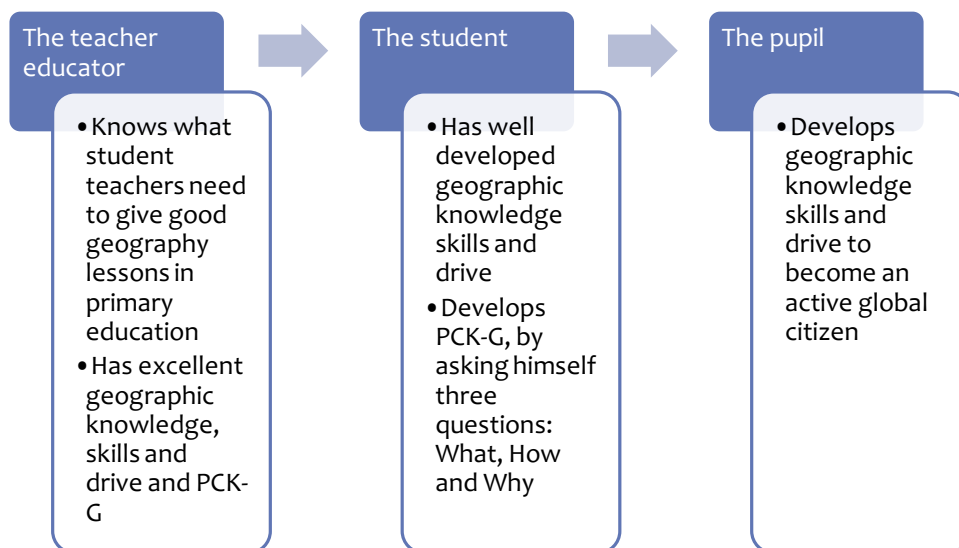 The teacher
educator
•Knows what
student
teachers need
to give good
geography
lessons in
primary
education
•Has excellent
geographic
knowledge,
skills and
drive and PCK-
G
The student
•Has well
developed
geographic
knowledge
skills and
drive
•Develops
PCK-G, by
asking himself
three
questions:
What, How
and Why
The pupil
•Develops
geographic
knowledge
skills and
drive to
become an
active global
citizen